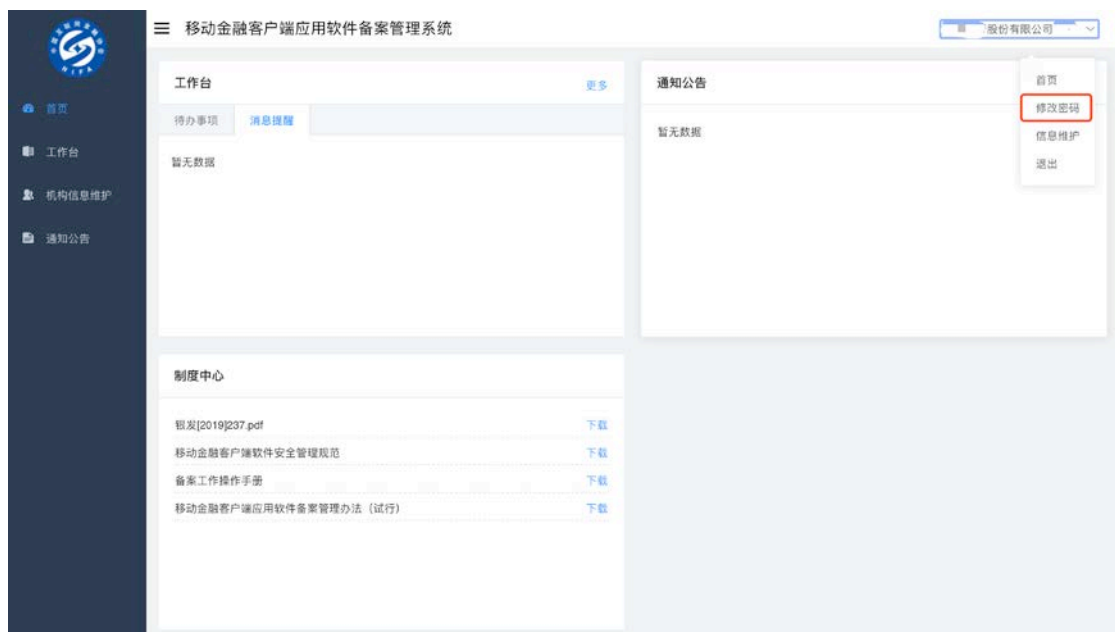 移动金融客户端应用软件备案管理系统
股份有限公司
NIFA
首页
工作台
机构信息维护
通知公告
工作台
更多
待办事项 消息提醒
暂无数据
通知公告
暂无数据
首页
修改密码
信息维护
退出
制度中心
银发[2019]237.pdf 下载
移动金融客户端软件安全管理规范 下载
备案工作操作手册 下载
移动金融客户端应用软件备案管理办法（试行） 下载